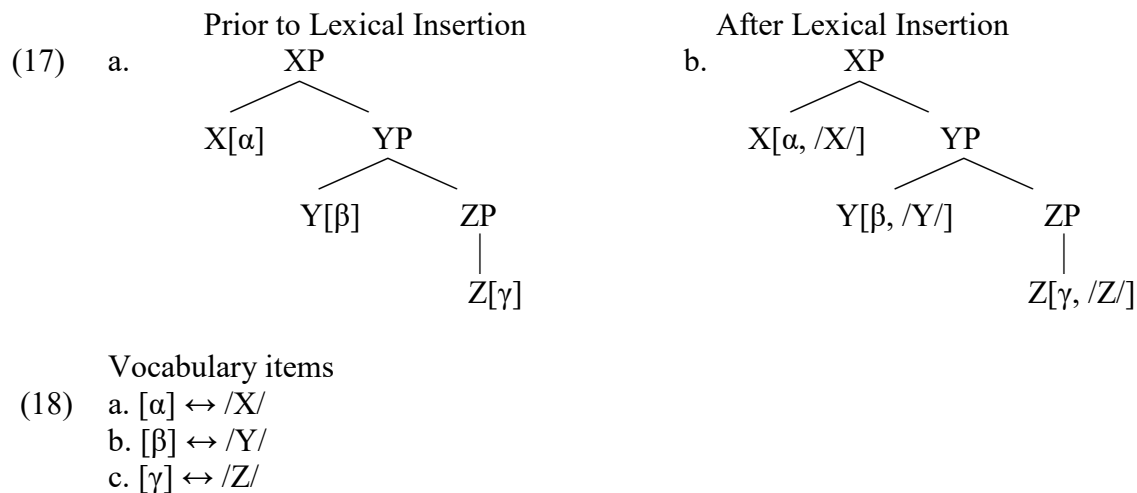 Prior to Lexical Insertion After Lexical Insertion
(17) a. XP b. XP
X[α] YP X[α, /X/] YP
Y[β] ZP Y[β, /Y/] ZP
Z[γ] Z[γ, /Z/]
Vocabulary items
(18) a. [α] ↔ /X/
b. [β] ↔ /Y/
c. [γ] ↔ /Z/